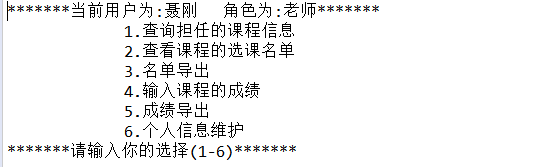 *******当前用户为:聂刚   角色为:老师*******
1.查询担任的课程信息
2.查看课程的选课名单
3.名单导出
4.输入课程的成绩
5.成绩导出
6.个人信息维护
*******请输入你的选择(1-6)*******